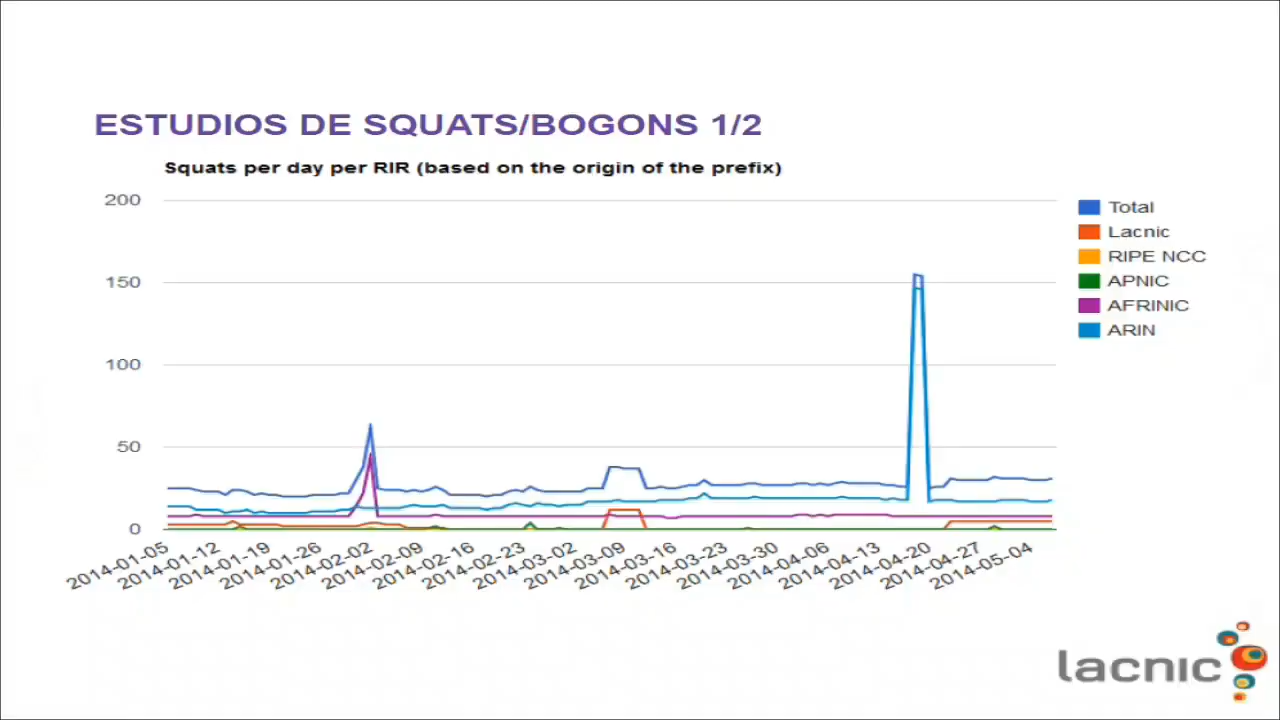 ESTUDIOS DE SQUATS/BOGONS 1/2
Squats per day per RIR (based on the origin of the prefix)
200
150
100
50
0
Total
Lacnic
RIPE NCC
APNIC
AFRINIC
ARIN
2014-01-05
2014-01-12
2014-01-19
2014-01-26
2014-02-02
2014-02-09
2014-02-16
2014-02-23
2014-03-02
2014-03-09
2014-03-16
2014-03-23
2014-03-30
2014-04-06
2014-04-13
2014-04-20
2014-04-27
2014-05-04
lacnic